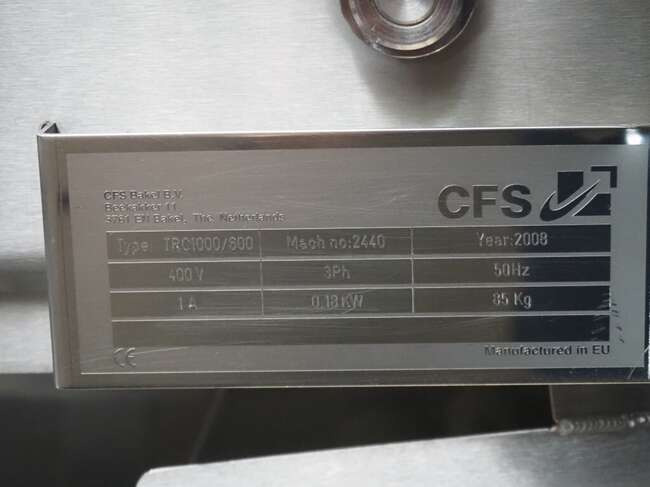 CFS Bakel B.V.
Beekakker 11
5761 EN Bakel, The Netherlands
CFS
Type TRC1000/600 Mach no:2440 Year:2008
400 V 3Ph 50Hz
1 A 0.18 KW 85 Kg
CE
Manufactured in EU